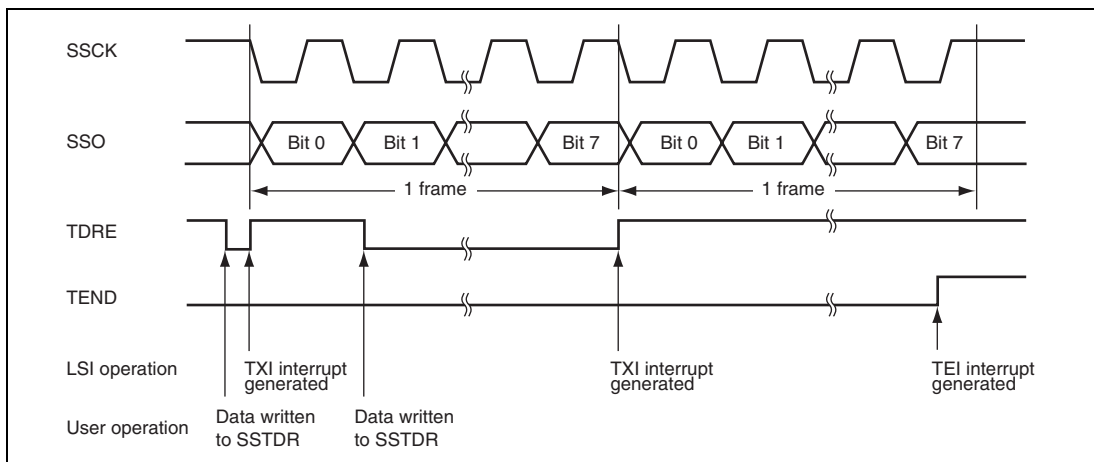 SSCK
SSO
Bit 0
Bit 1
Bit 7
Bit 0
Bit 1
Bit 7
1 frame
1 frame
TDRE
TEND
LSI operation
TXI interrupt
generated
TXI interrupt
generated
TEI interrupt
generated
User operation
Data written
to SSTDR
Data written
to SSTDR